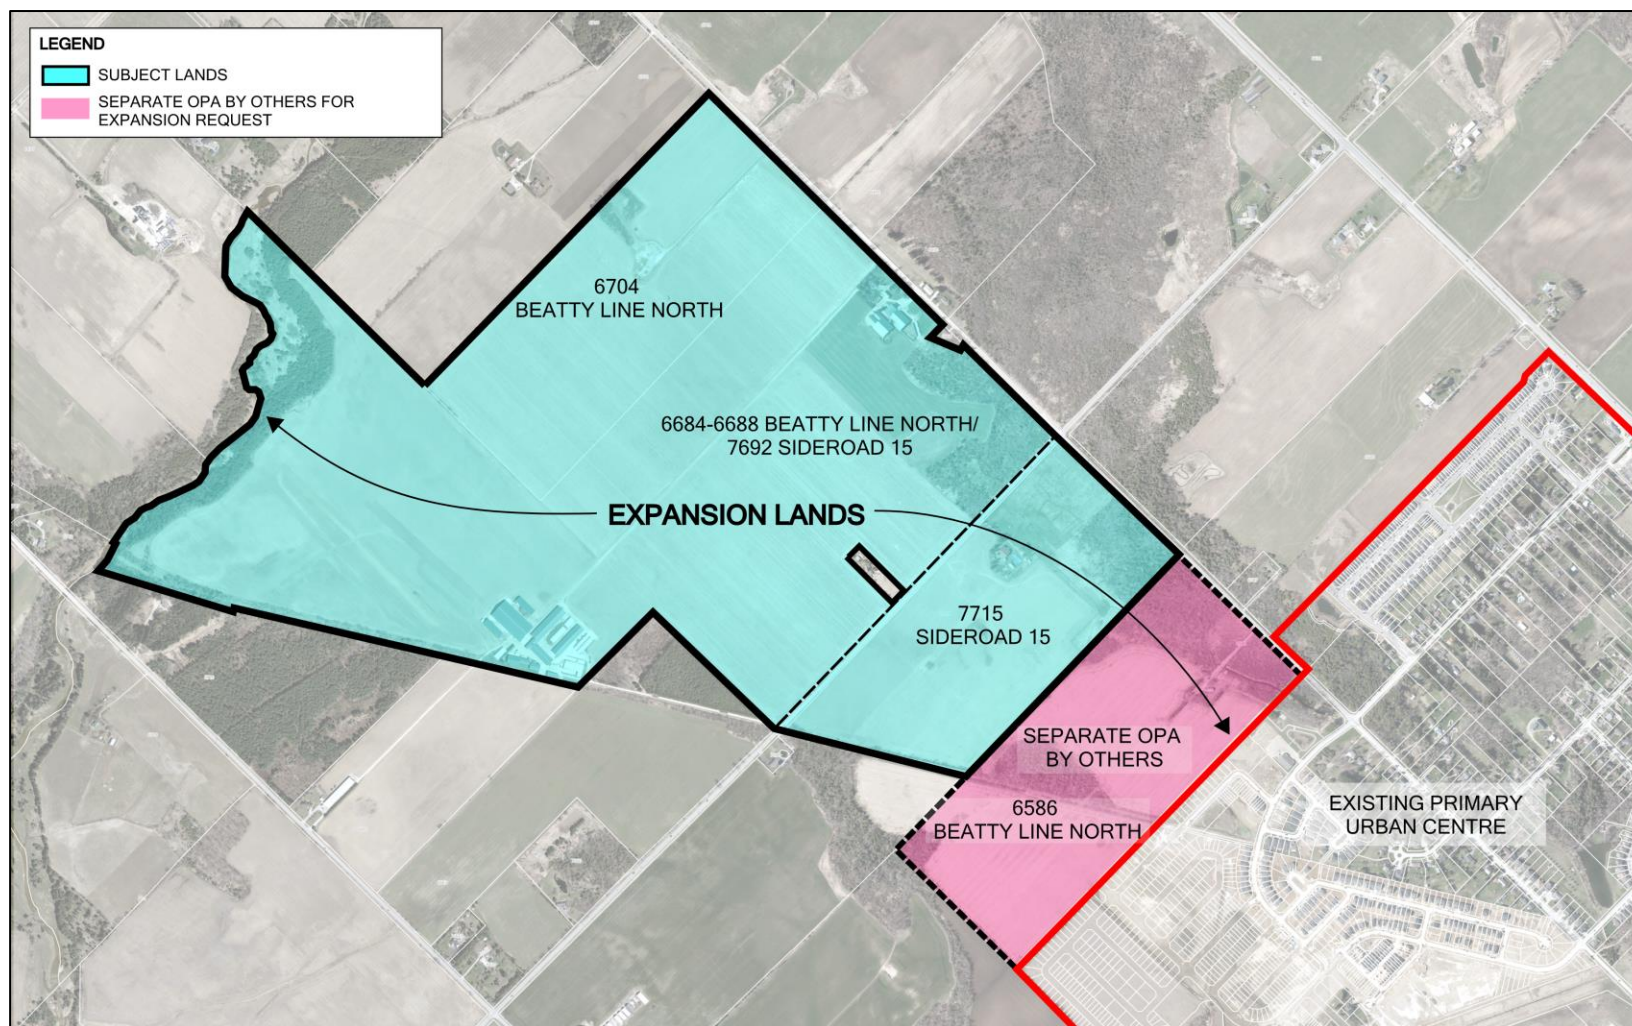 LEGEND
SUBJECT LANDS
SEPARATE OPA BY OTHERS FOR
EXPANSION REQUEST
6704
BEATTY LINE NORTH
6684-6688 BEATTY LINE NORTH/
7692 SIDEROAD 15
EXPANSION LANDS
7715
SIDEROAD 15
SEPARATE OPA
BY OTHERS
6586
BEATTY LINE NORTH
EXISTING PRIMARY
URBAN CENTRE